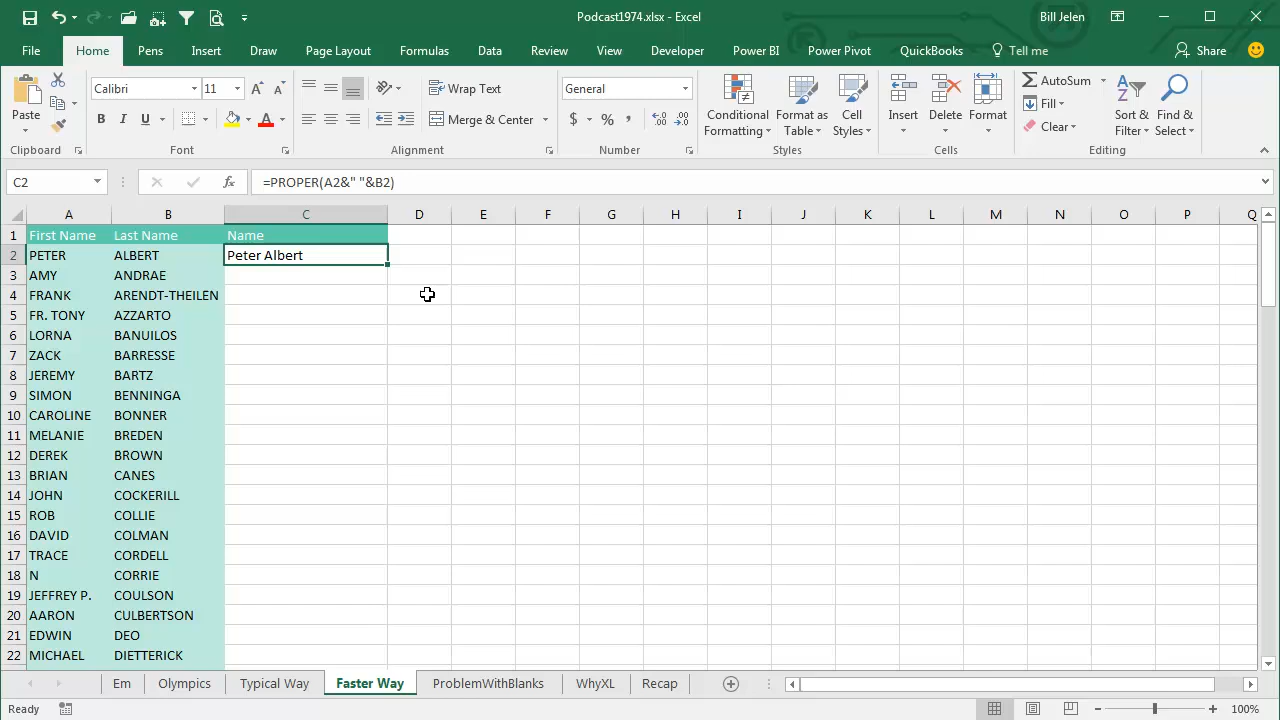 Podcast1974.xlsx - Excel
Bill Jelen
File Home Pens Insert Draw Page Layout Formulas Data Review View Developer Power BI Power Pivot QuickBooks Tell me Share
Paste
Clipboard
Calibri 11
B I U
Font
Wrap Text
Merge & Center
Alignment
General
$ % ,
Number
Conditional Formatting
Format as Table
Cell Styles
Styles
Insert Delete Format
Cells
AutoSum
Fill
Clear
Sort & Filter
Find & Select
Editing
C2 fx =PROPER(A2&" "&B2)
A B C D E F G H I J K L M N O P Q
1 First Name Last Name Name
2 PETER ALBERT Peter Albert
3 AMY ANDRAE
4 FRANK ARENDT-THEILEN
5 FR. TONY AZZARTO
6 LORNA BANUILOS
7 ZACK BARRESSE
8 JEREMY BARTZ
9 SIMON BENNINGA
10 CAROLINE BONNER
11 MELANIE BREDEN
12 DEREK BROWN
13 BRIAN CANES
14 JOHN COCKERILL
15 ROB COLLIE
16 DAVID COLMAN
17 TRACE CORDELL
18 N CORRIE
19 JEFFREY P. COULSON
20 AARON CULBERTSON
21 EDWIN DEO
22 MICHAEL DIETTERICK
Em Olympics Typical Way Faster Way ProblemWithBlanks WhyXL Recap
Ready
100%